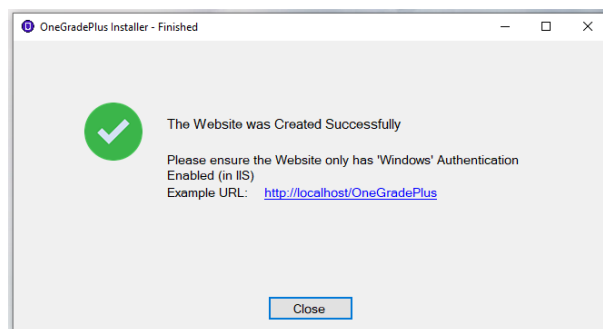 OneGradePlus Installer - Finished
The Website was Created Successfully
Please ensure the Website only has 'Windows' Authentication
Enabled (in IIS)
Example URL: http://localhost/OneGradePlus
Close